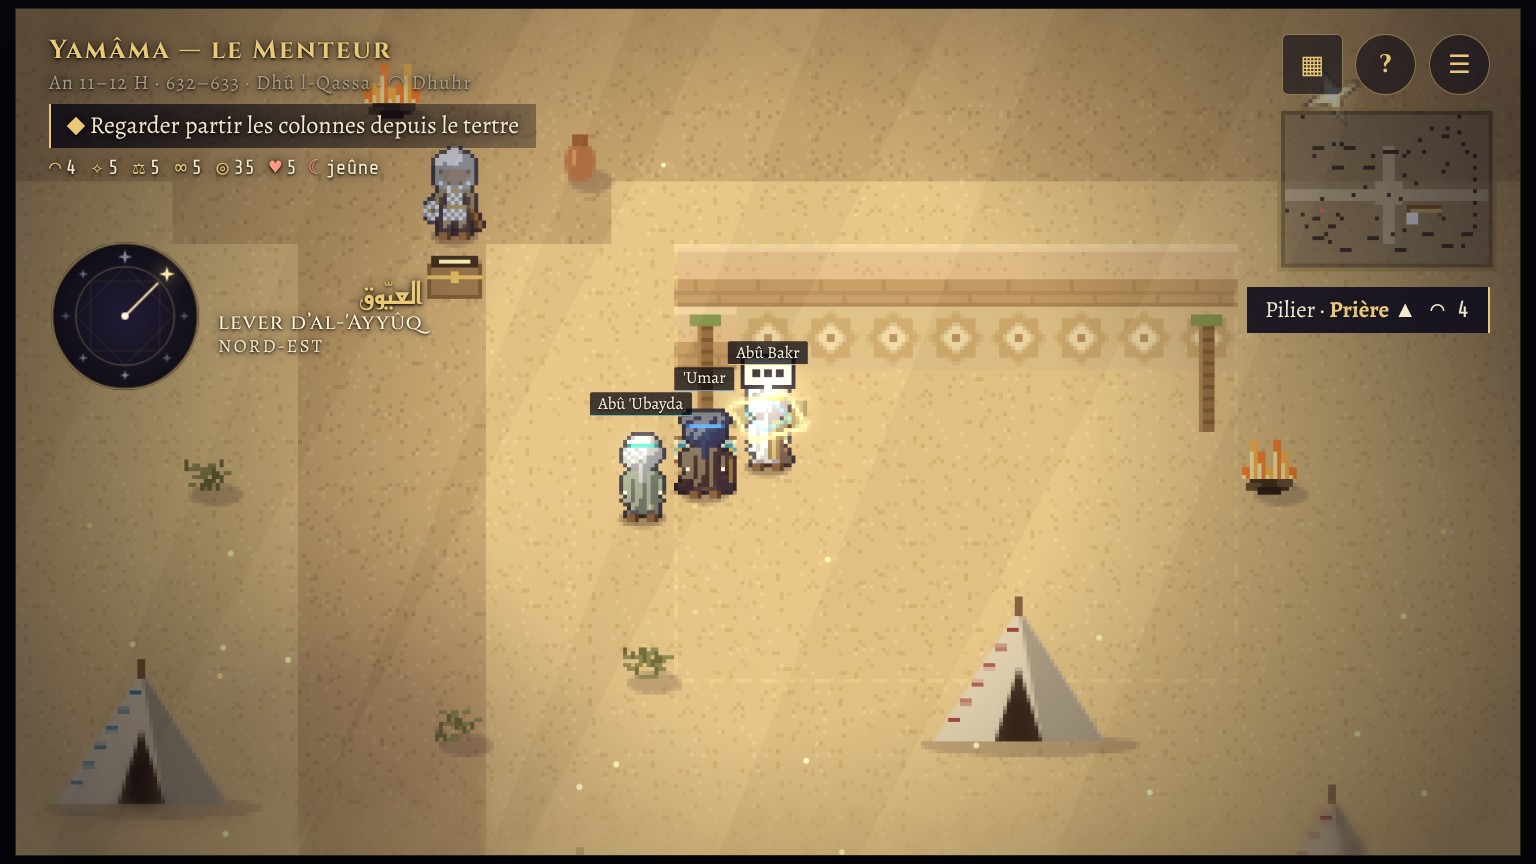 Yamâma — le Menteur
An 11–12 H · 632–633 · Dhû l-Qassa · Dhuhr
◆ Regarder partir les colonnes depuis le tertre
4 5 5 5 35 5 jeûne
?
العيّوق
LEVER D'AL-'AYYÛQ
NORD-EST
Pilier · Prière ▲ 4
Abû Bakr
'Umar
Abû 'Ubayda